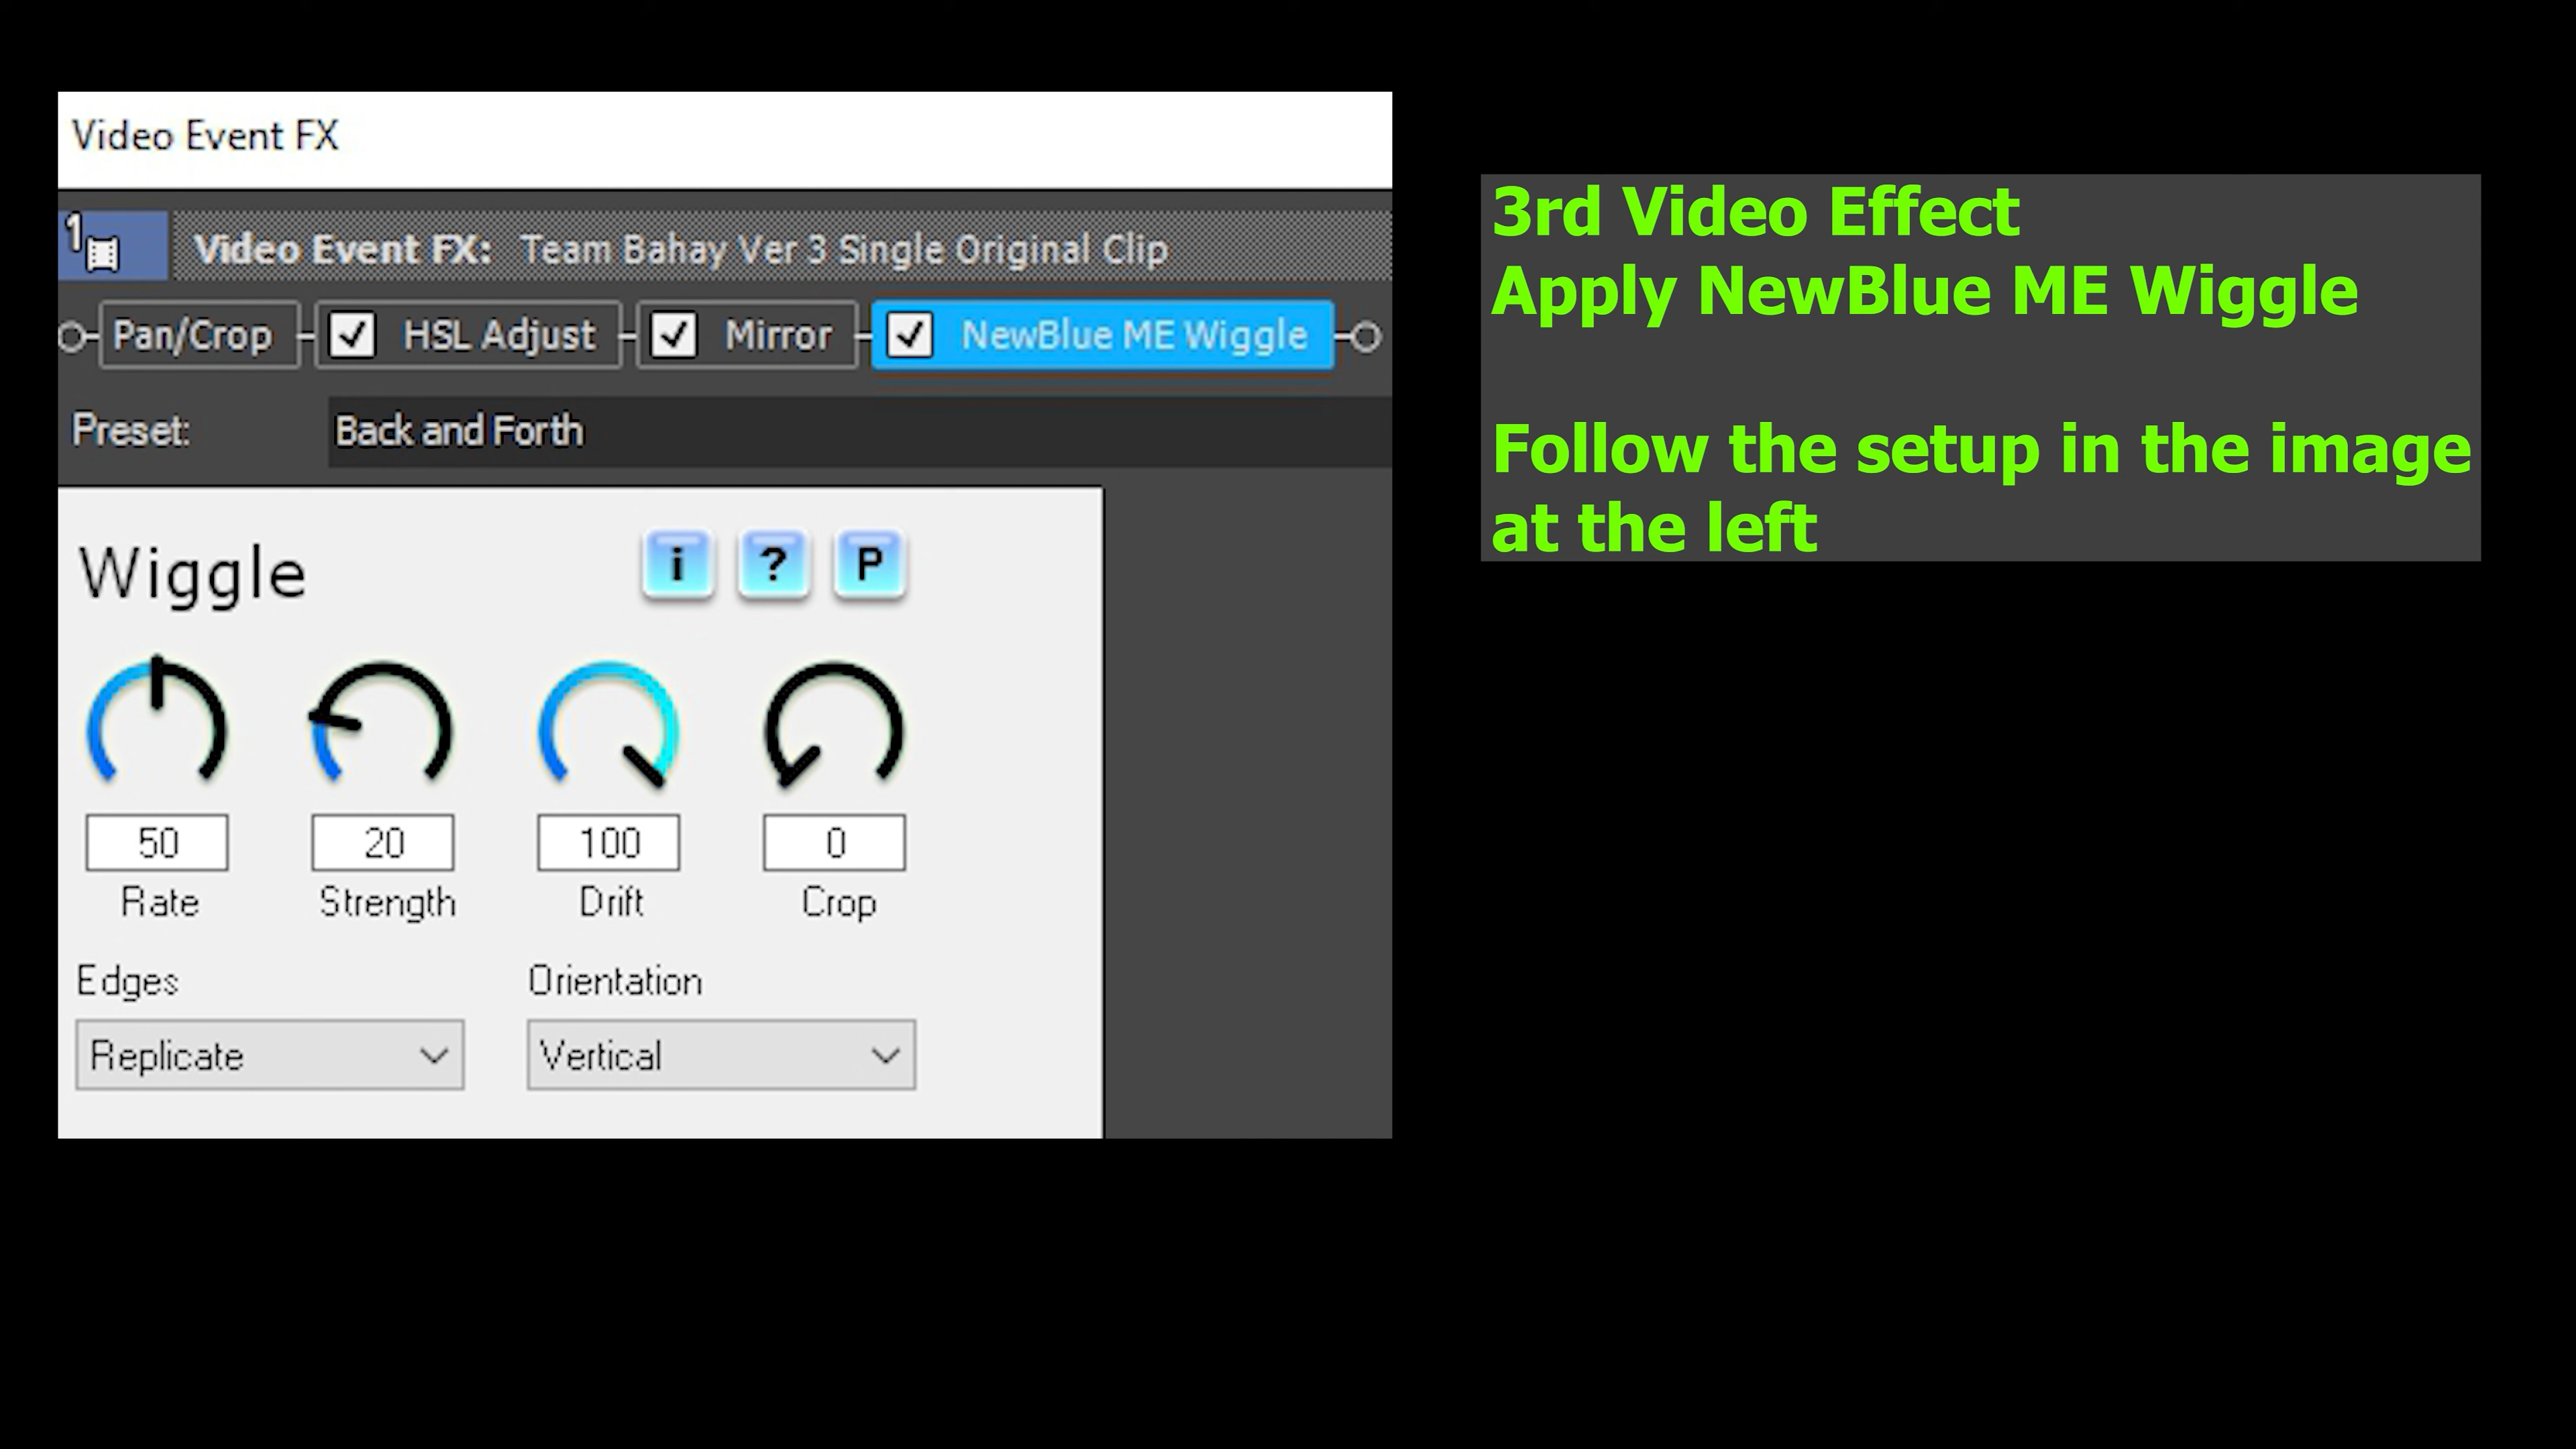 Video Event FX
1
Video Event FX: Team Bahay Ver 3 Single Original Clip
Pan/Crop HSL Adjust Mirror NewBlue ME Wiggle
Preset: Back and Forth
Wiggle i ? P
50 20 100 0
Rate Strength Drift Crop
Edges Orientation
Replicate Vertical
3rd Video Effect
Apply NewBlue ME Wiggle
Follow the setup in the image
at the left